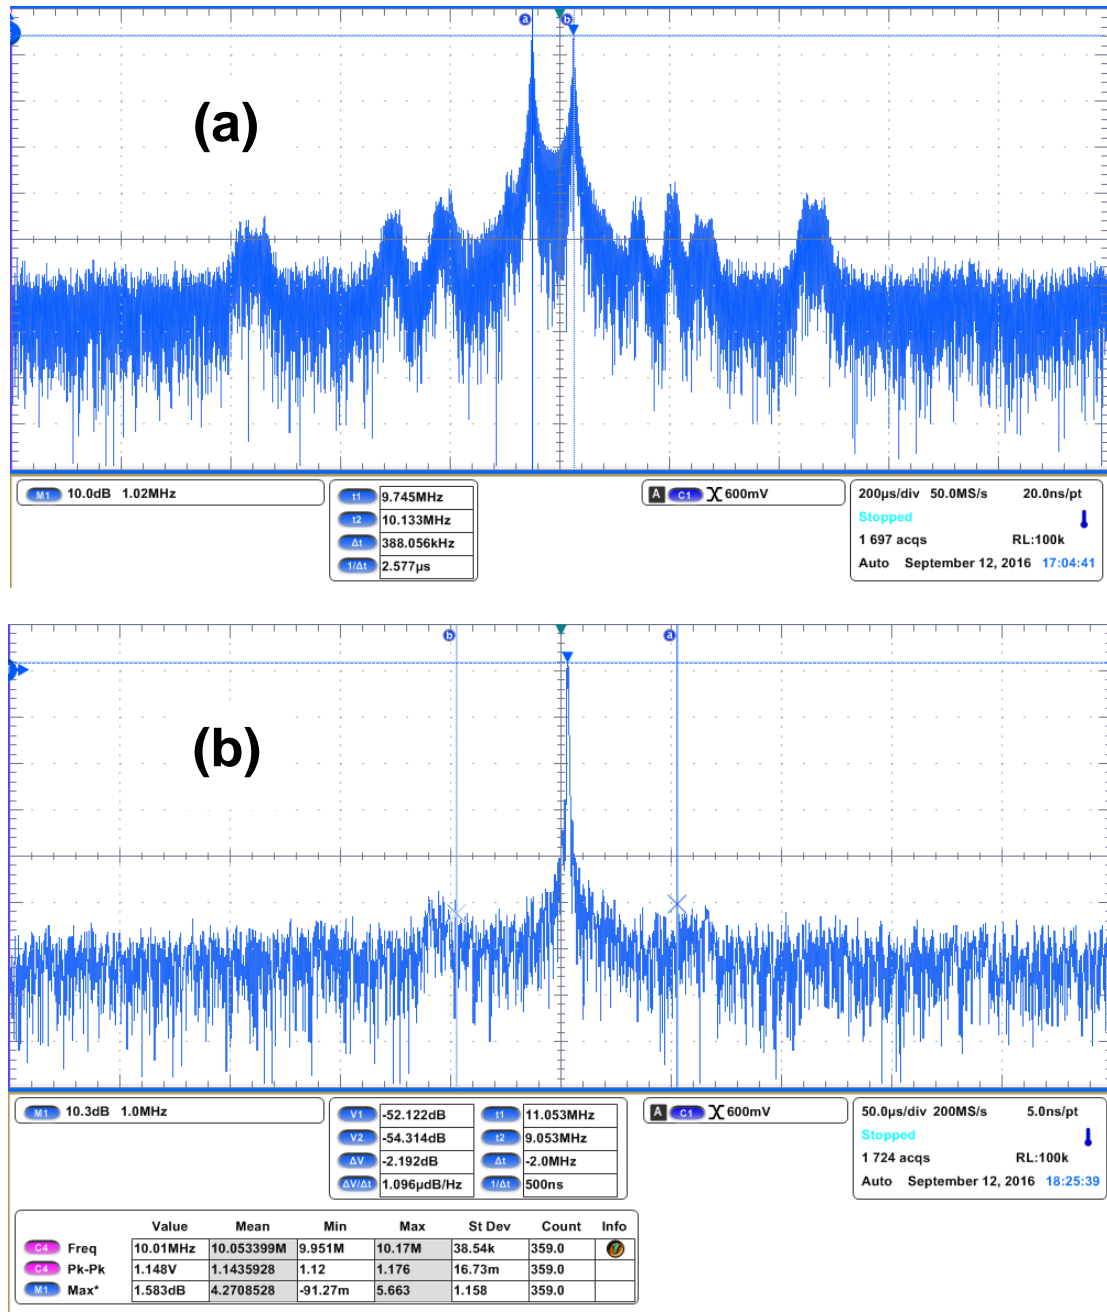 a b
(a)
M1 10.0dB 1.02MHz
t1 9.745MHz
t2 10.133MHz
Δt 388.056kHz
1/Δt 2.577µs
A C1 600mV
200µs/div 50.0MS/s 20.0ns/pt
Stopped
1 697 acqs RL:100k
Auto September 12, 2016 17:04:41
b a
(b)
M1 10.3dB 1.0MHz
V1 -52.122dB t1 11.053MHz
V2 -54.314dB t2 9.053MHz
ΔV -2.192dB Δt -2.0MHz
ΔV/Δt 1.096µdB/Hz 1/Δt 500ns
A C1 600mV
50.0µs/div 200MS/s 5.0ns/pt
Stopped
1 724 acqs RL:100k
Auto September 12, 2016 18:25:39
Value Mean Min Max St Dev Count Info
C4 Freq 10.01MHz 10.053399M 9.951M 10.17M 38.54k 359.0
C4 Pk-Pk 1.148V 1.1435928 1.12 1.176 16.73m 359.0
M1 Max* 1.583dB 4.2708528 -91.27m 5.663 1.158 359.0